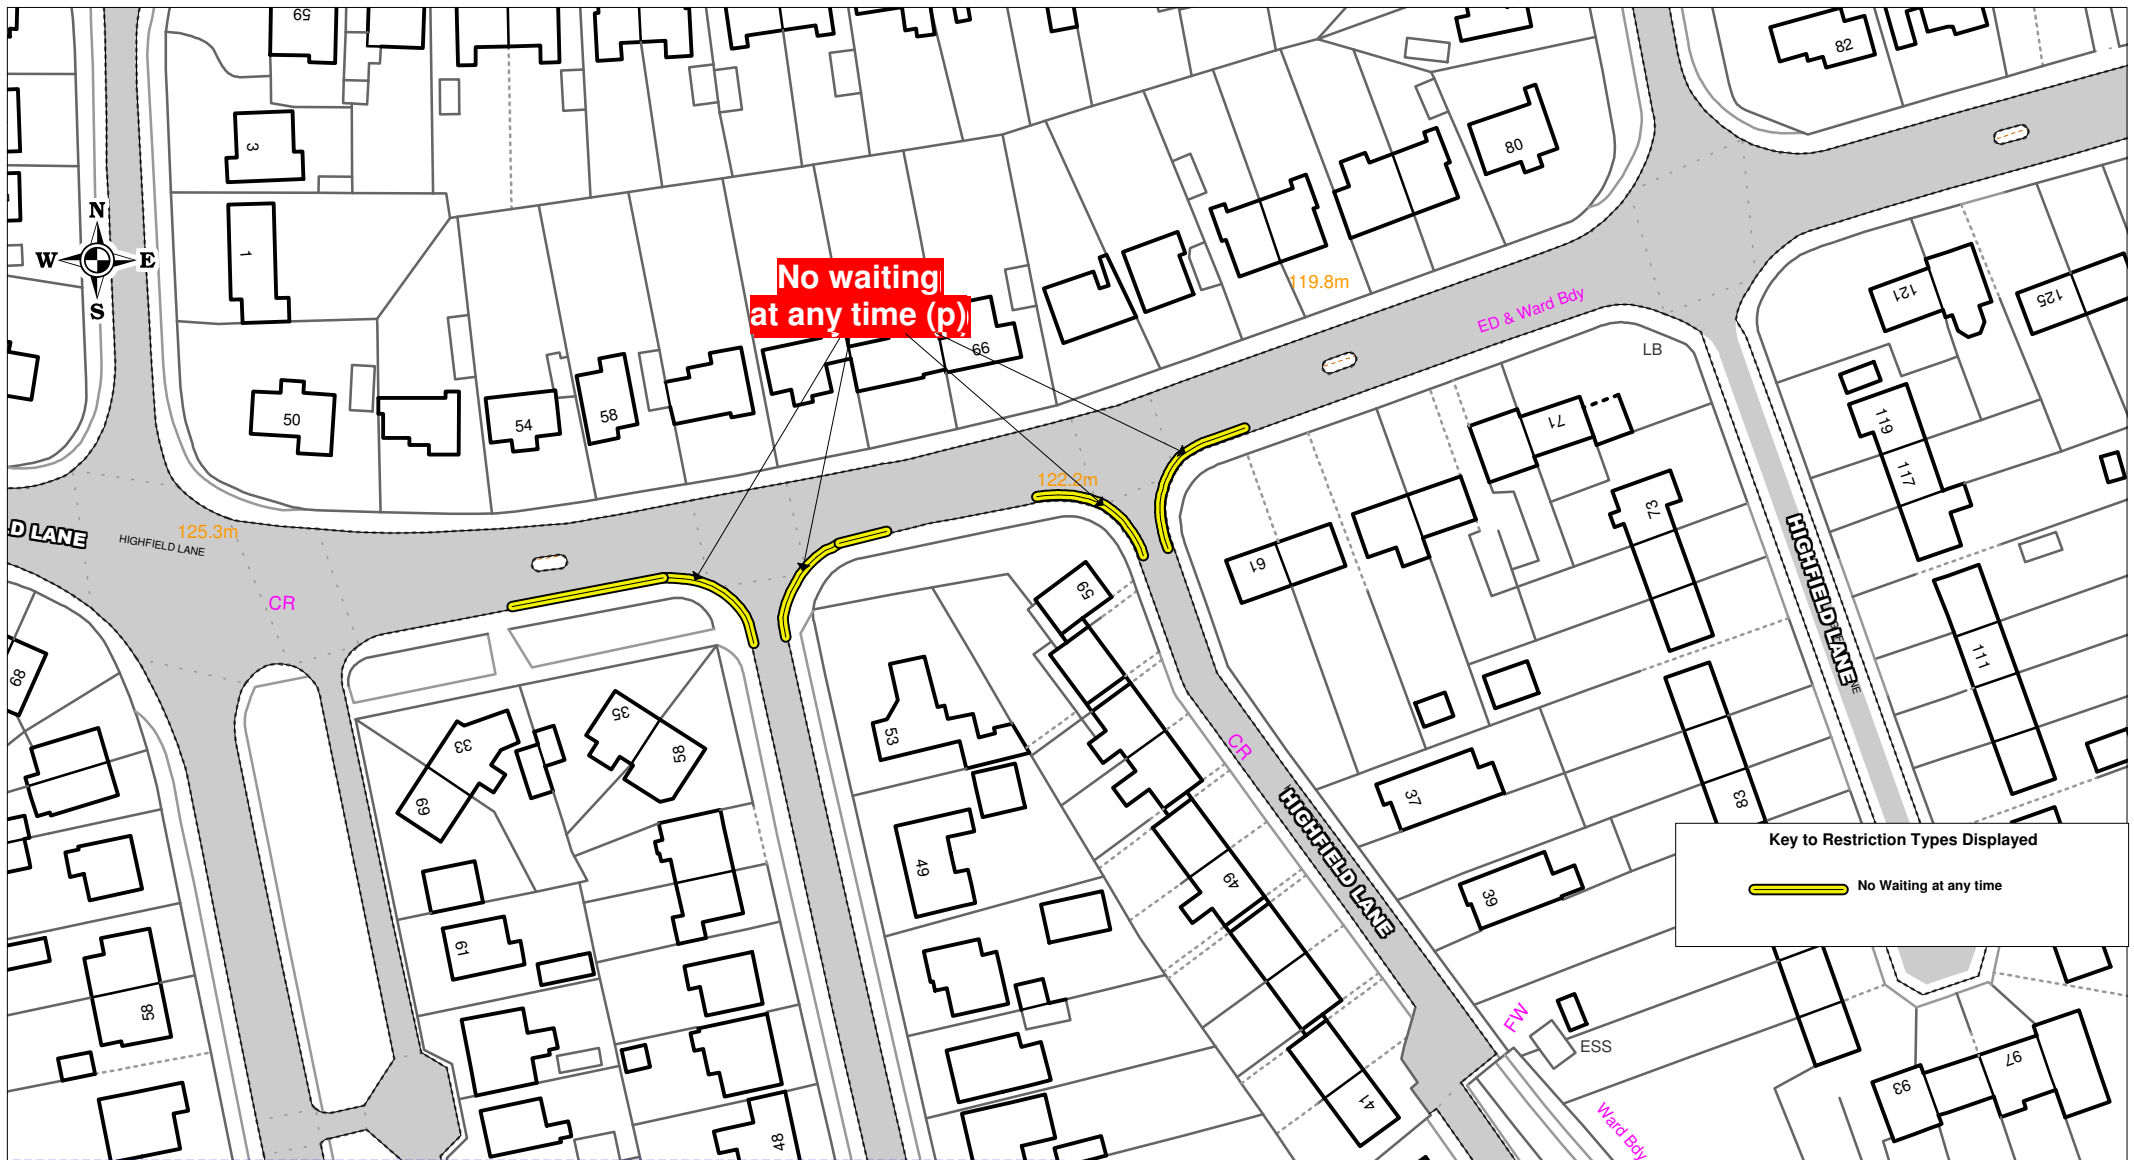 59
82
3
80
N
W
E
S
1
No waiting
at any time (p)
119.8m
ED & Ward Bdy
121
125
66
LB
50
54
58
71
119
117
122.2m
73
125.3m
D LANE
HIGHFIELD LANE
HIGHFIELD LANE
61
59
CR
68
111
35
33
58
53
CR
69
37
83
HIGHFIELD LANE
Key to Restriction Types Displayed
No Waiting at any time
49
49
39
61
58
FW
ESS
97
93
41
48
Ward Bdy